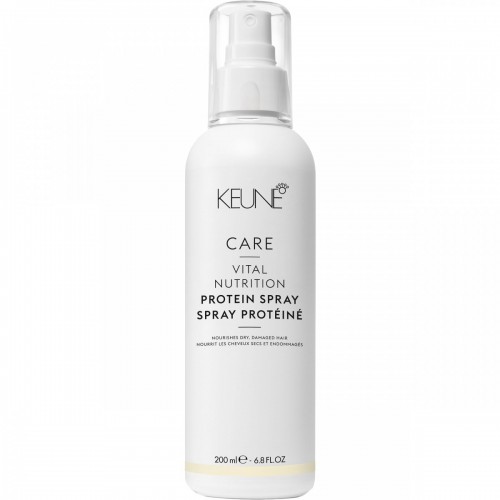 KEUNE
CARE
VITAL
NUTRITION
PROTEIN SPRAY
SPRAY PROTÉINÉ
NOURISHES DRY, DAMAGED HAIR
NOURRIT LES CHEVEUX SECS ET ENDOMMAGÉS
200 ml ℮ - 6.8 FL.OZ